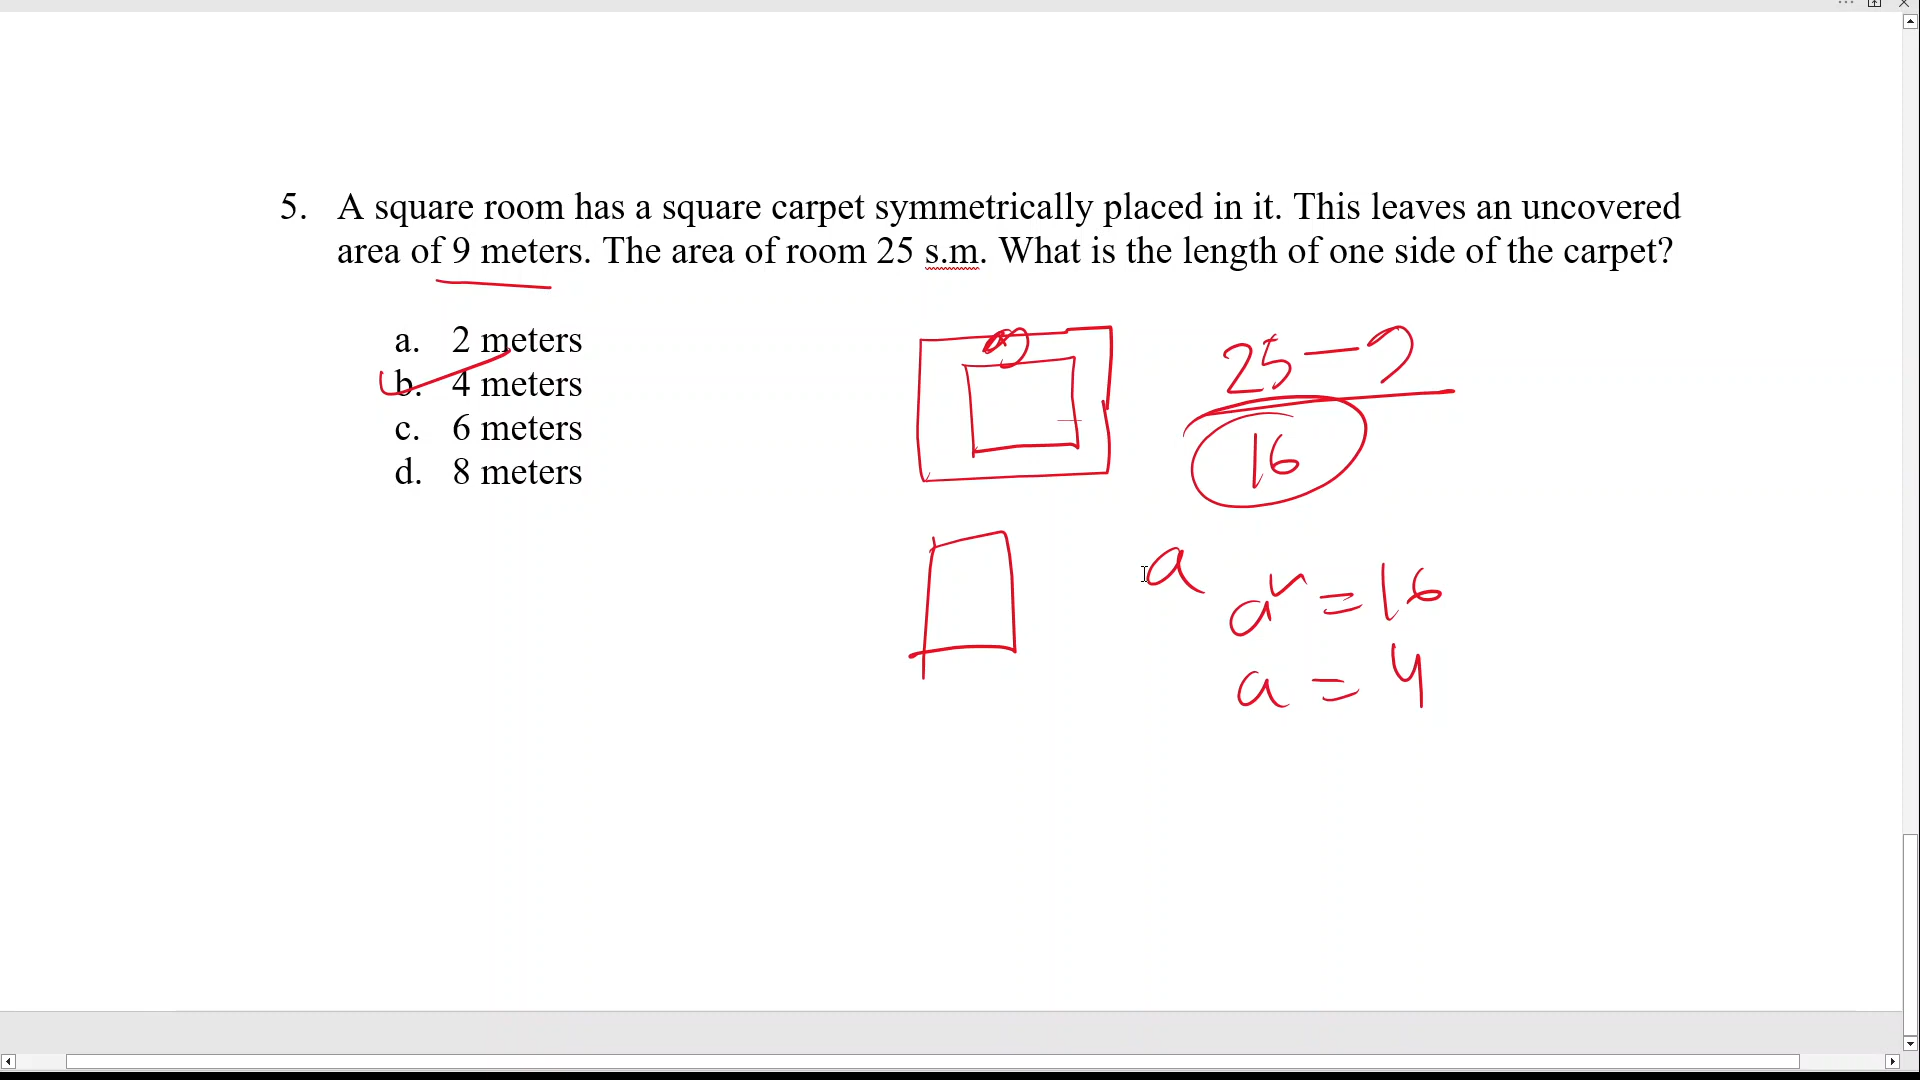 5. A square room has a square carpet symmetrically placed in it. This leaves an uncovered
area of 9 meters. The area of room 25 s.m. What is the length of one side of the carpet?
a. 2 meters
b. 4 meters
c. 6 meters
d. 8 meters
25 − 9
16
a
a² = 16
a = 4